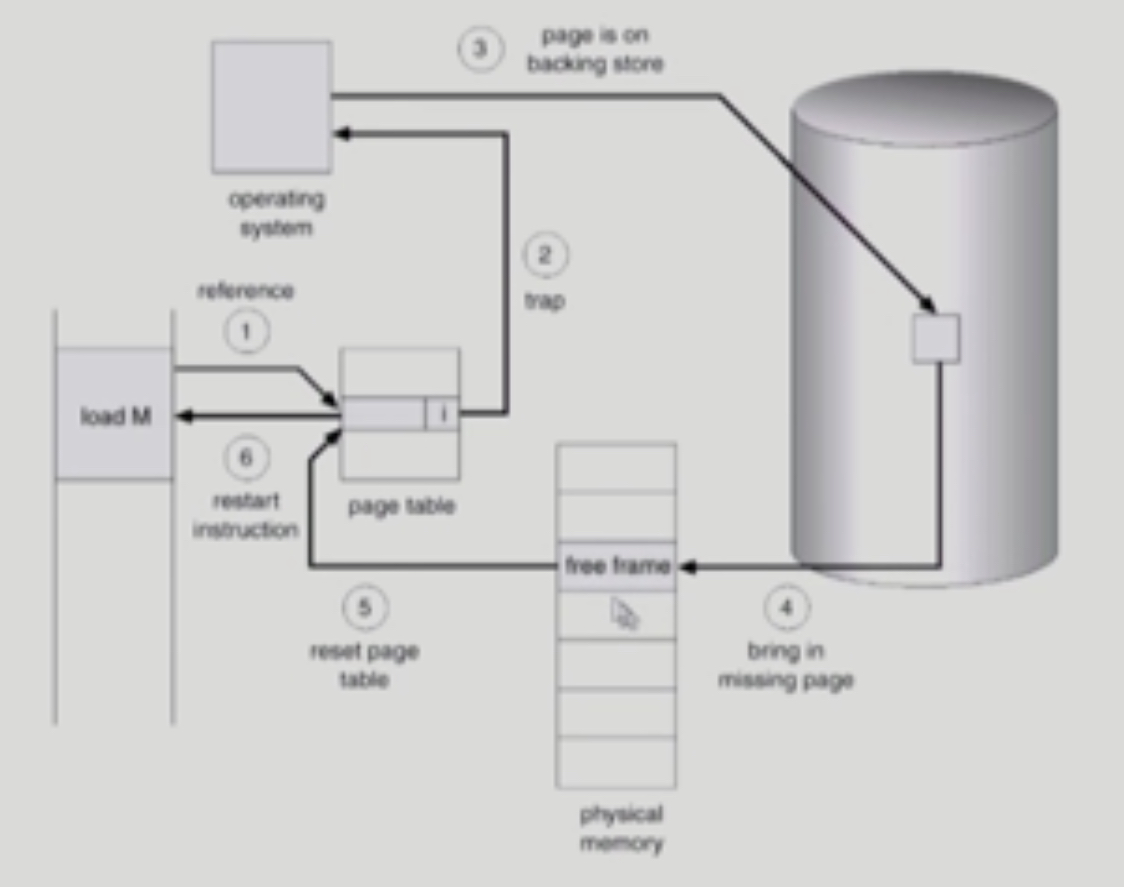 3
page is on
backing store
operating
system
2
trap
reference
1
load M
i
6
restart
instruction
page table
free frame
5
reset page
table
4
bring in
missing page
physical
memory